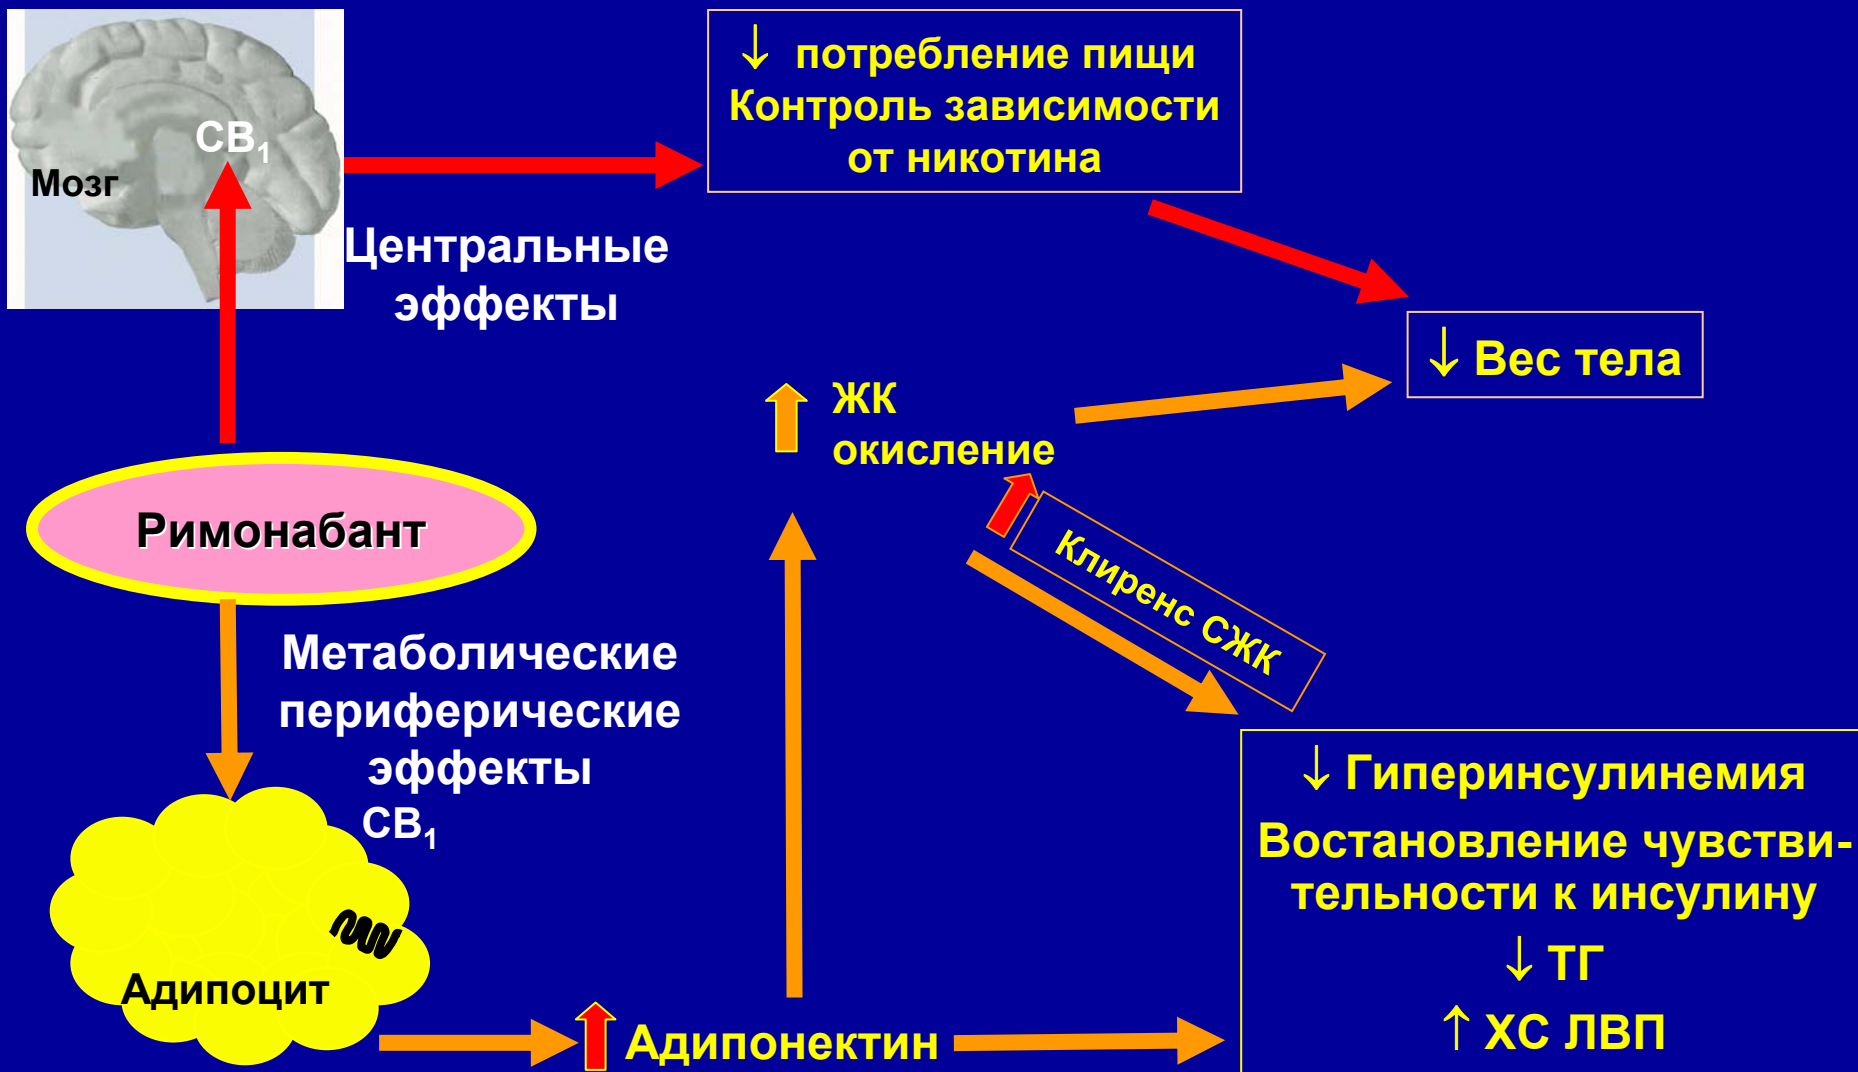 ↓ потребление пищи
Контроль зависимости
от никотина
СВ₁
Мозг
Центральные
эффекты
↓ Вес тела
ЖК
окисление
Римонабант
Клиренс СЖК
Метаболические
периферические
эффекты
СВ₁
↓ Гиперинсулинемия
Востановление чувстви-
тельности к инсулину
↓ ТГ
↑ ХС ЛВП
Адипоцит
Адипонектин